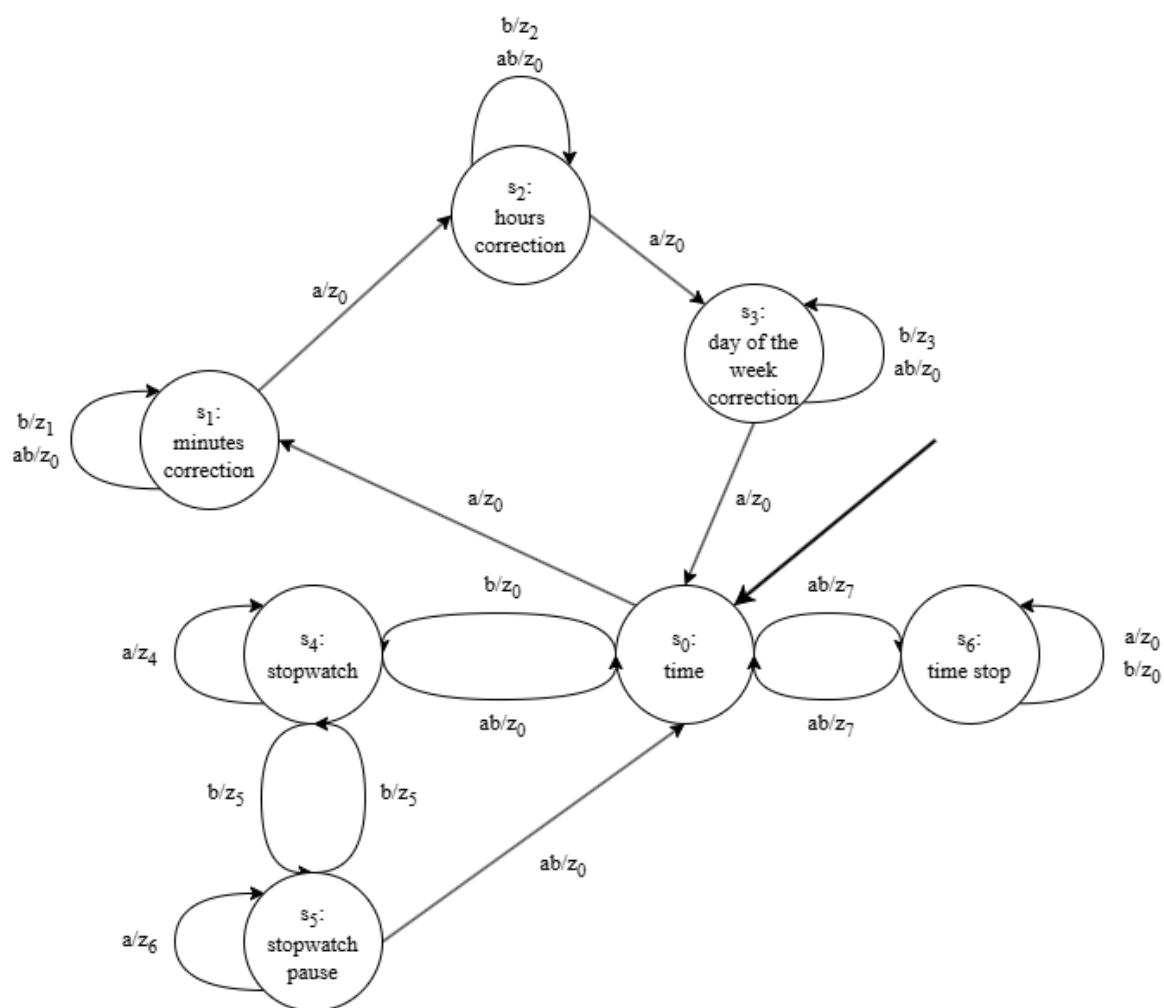 b/z₂
ab/z₀
s₂:
hours
correction
a/z₀
a/z₀
s₃:
day of the
week
correction
b/z₃
ab/z₀
s₁:
minutes
correction
b/z₁
ab/z₀
a/z₀
a/z₀
b/z₀
ab/z₇
s₄:
stopwatch
a/z₄
s₀:
time
s₆:
time stop
a/z₀
b/z₀
ab/z₀
ab/z₇
b/z₅
b/z₅
ab/z₀
s₅:
stopwatch
pause
a/z₆